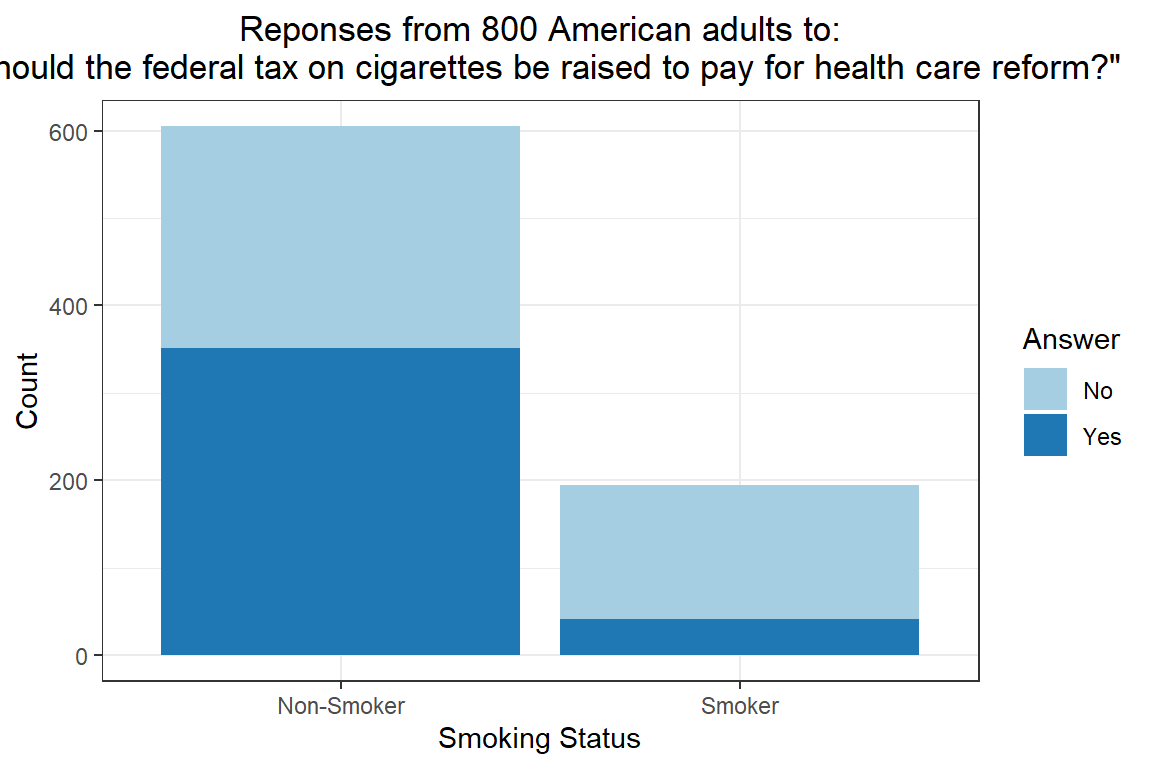 Reponses from 800 American adults to:
hould the federal tax on cigarettes be raised to pay for health care reform?"
600
400
200
0
Count
Non-Smoker
Smoker
Smoking Status
Answer
No
Yes